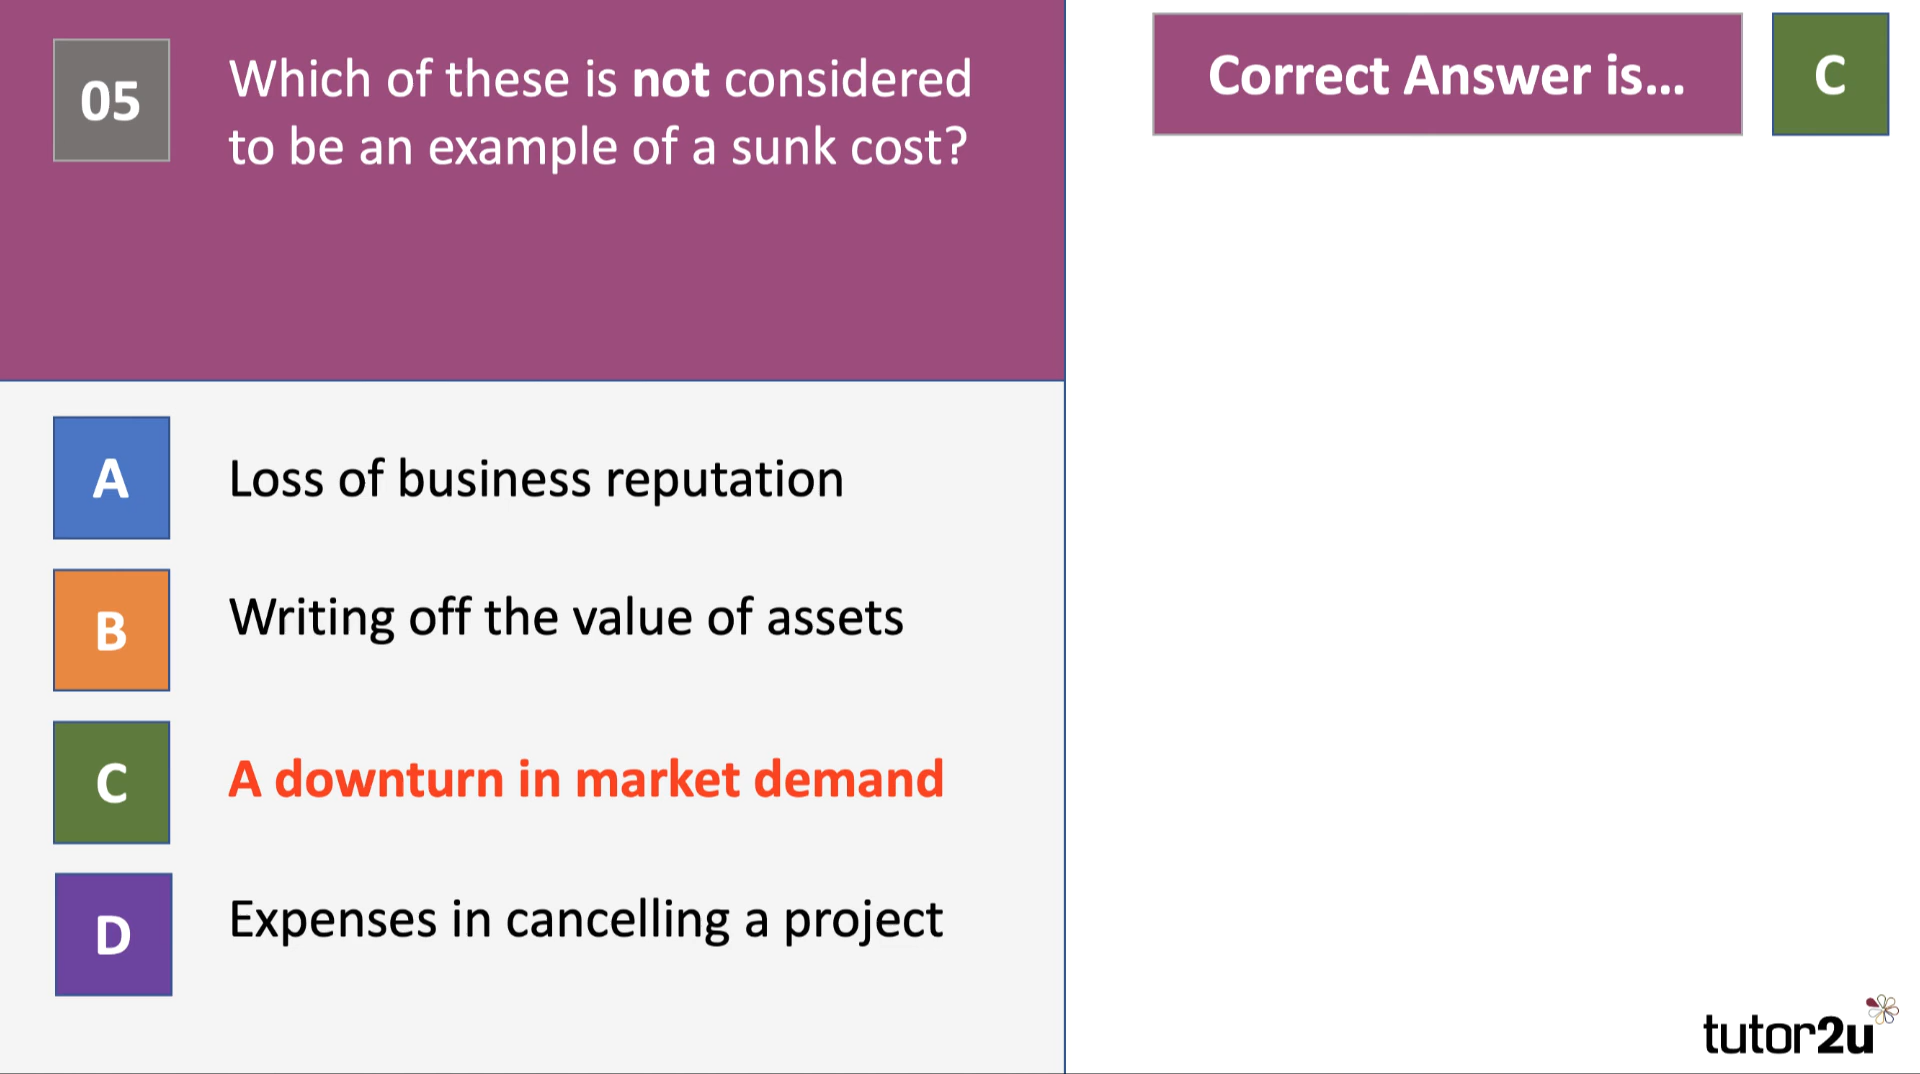 05
Which of these is not considered
to be an example of a sunk cost?
A
Loss of business reputation
B
Writing off the value of assets
C
A downturn in market demand
D
Expenses in cancelling a project
Correct Answer is...
C
tutor2u